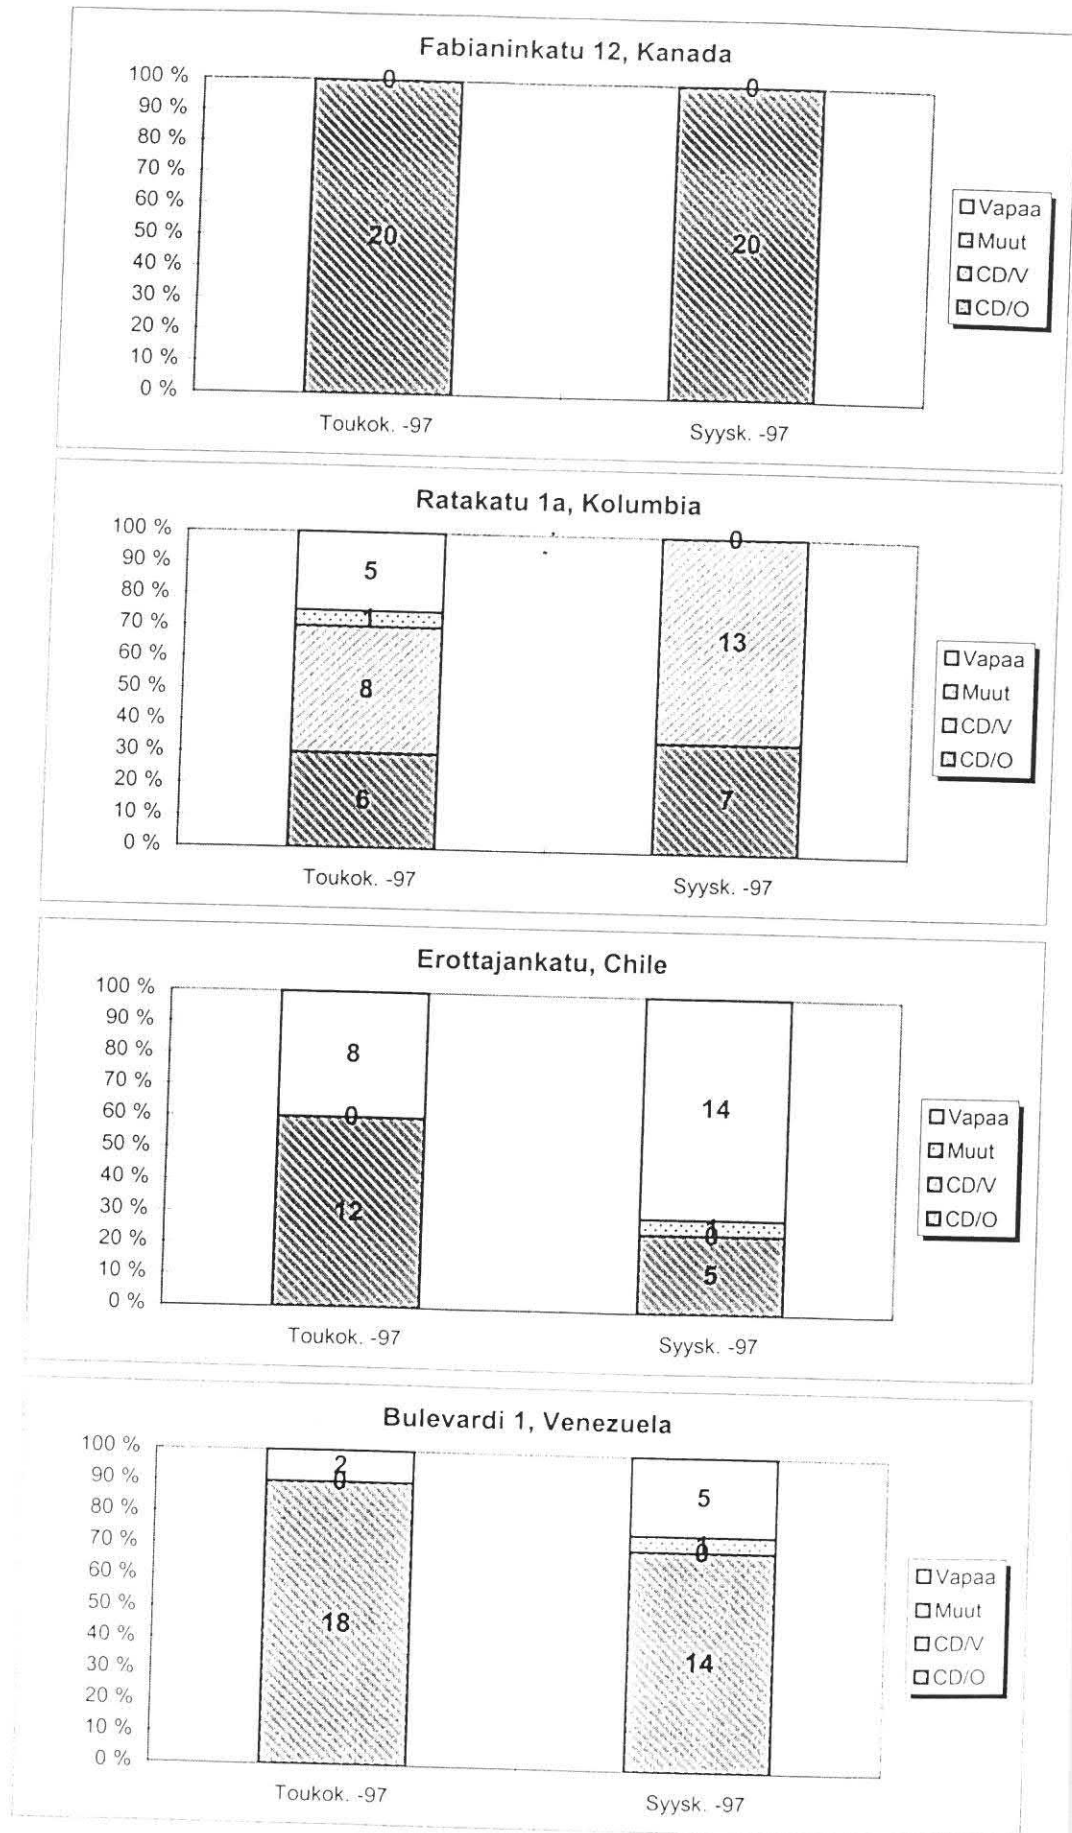 Fabianinkatu 12, Kanada
100 %
90 %
80 %
70 %
60 %
50 %
40 %
30 %
20 %
10 %
0 %
0
0
20
20
Toukok. -97
Syysk. -97
Vapaa
Muut
CD/V
CD/O
Ratakatu 1a, Kolumbia
100 %
90 %
80 %
70 %
60 %
50 %
40 %
30 %
20 %
10 %
0 %
5
1
8
6
0
13
7
Toukok. -97
Syysk. -97
Vapaa
Muut
CD/V
CD/O
Erottajankatu, Chile
100 %
90 %
80 %
70 %
60 %
50 %
40 %
30 %
20 %
10 %
0 %
8
0
12
14
1
0
5
Toukok. -97
Syysk. -97
Vapaa
Muut
CD/V
CD/O
Bulevardi 1, Venezuela
100 %
90 %
80 %
70 %
60 %
50 %
40 %
30 %
20 %
10 %
0 %
2
0
18
5
1
0
14
Toukok. -97
Syysk. -97
Vapaa
Muut
CD/V
CD/O